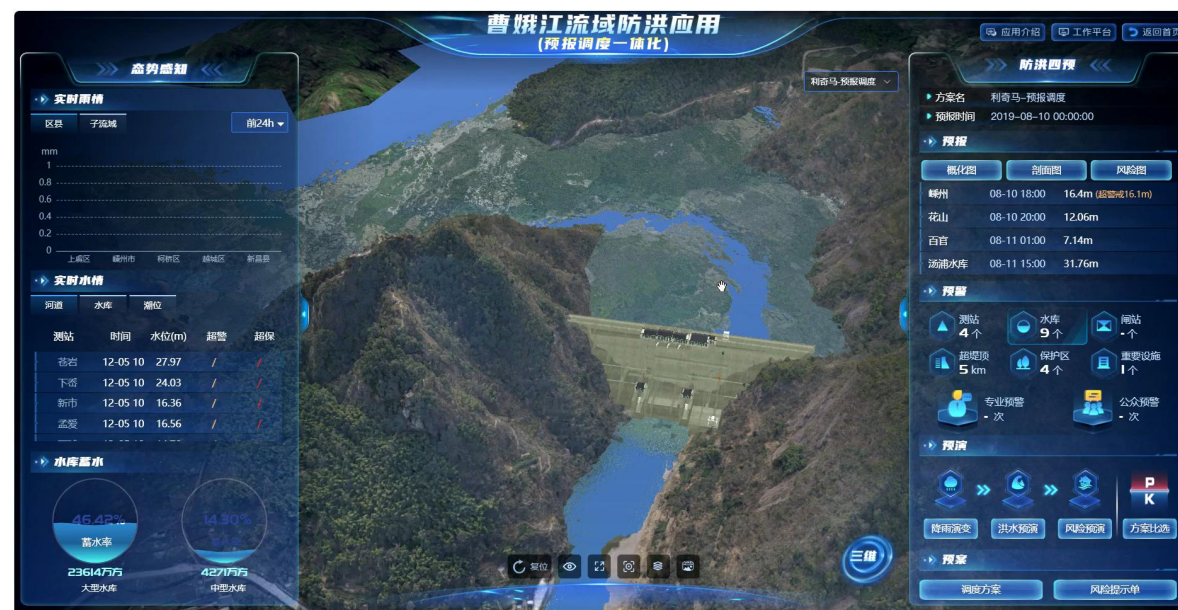 曹娥江流域防洪应用
(预报调度一体化)
应用介绍 工作平台 返回首页
态势感知
实时雨情
区县 子流域 前24h
mm
1
0.8
0.6
0.4
0.2
0
上虞区 嵊州市 柯桥区 越城区 新昌县
实时水情
河道 水库 潮位
测站 时间 水位(m) 超警 超保
苍岩 12-05 10 27.97 / /
下岙 12-05 10 24.03 / /
新市 12-05 10 16.36 / /
孟爱 12-05 10 16.56 / /
水库蓄水
46.42% 14.30%
蓄水率
23614万方 4271万方
大型水库 中型水库
利奇马-预报调度
复位
三维
防洪四预
方案名 利奇马-预报调度
预报时间 2019-08-10 00:00:00
预报
概化图 剖面图 风险图
嵊州 08-10 18:00 16.4m (超警戒16.1m)
花山 08-10 20:00 12.06m
百官 08-11 01:00 7.14m
汤浦水库 08-11 15:00 31.76m
预警
测站 水库 闸站
4个 9个 -个
超堤顶 保护区 重要设施
5 km 4个 1个
专业预警 公众预警
- 次 - 次
预演
P
K
降雨演变 洪水预演 风险预演 方案比选
预案
调度方案 风险提示单